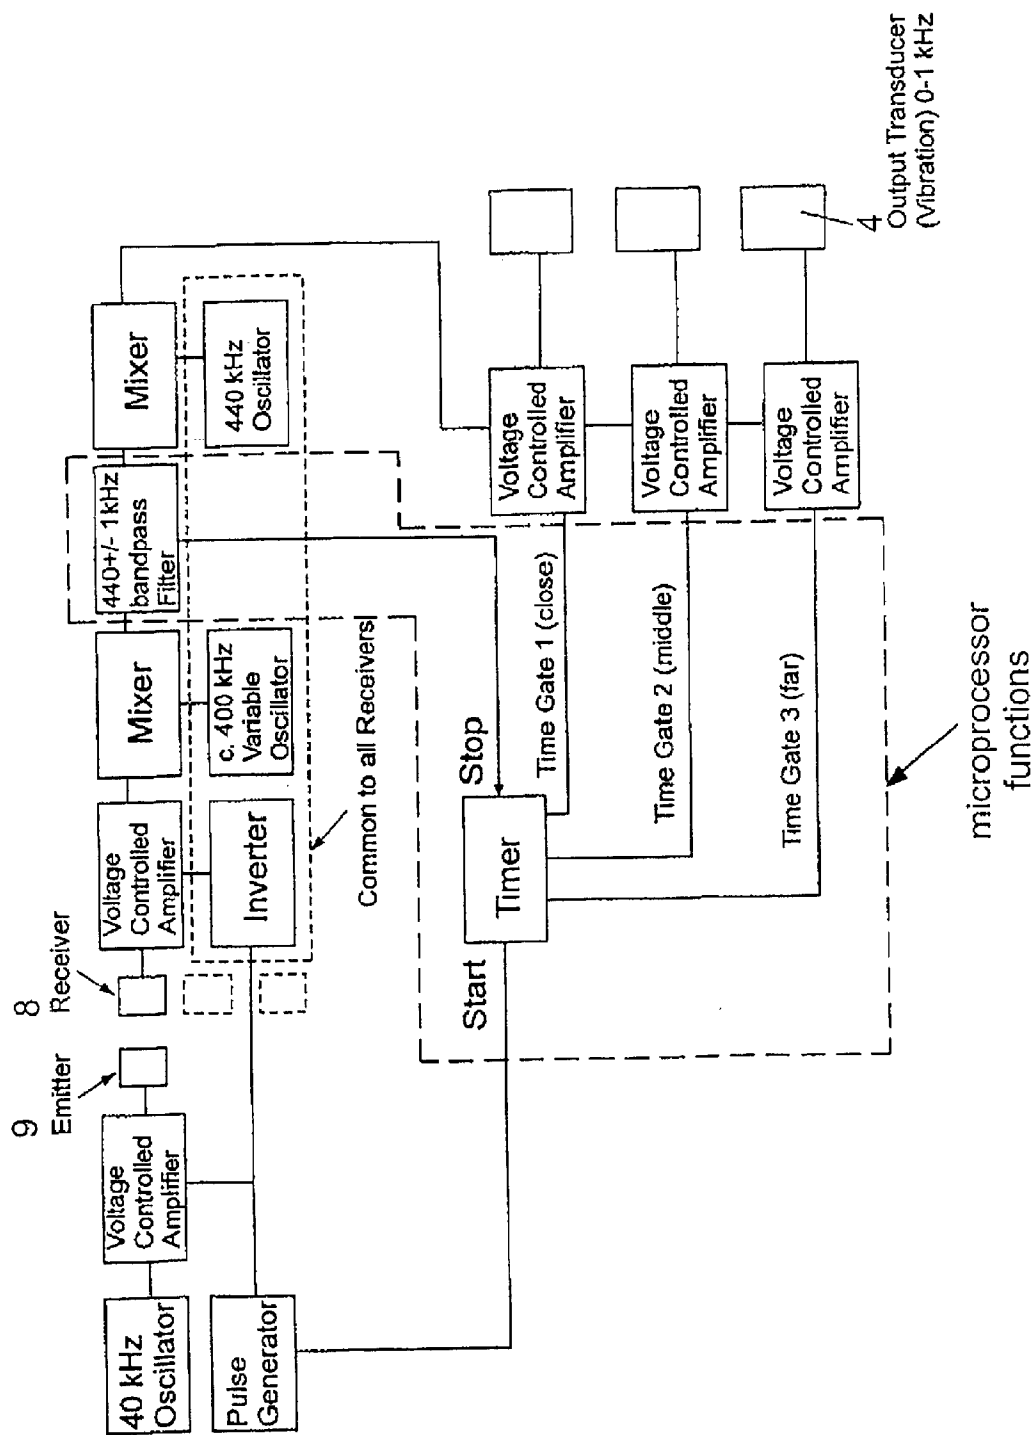 40 kHz
Oscillator
Voltage
Controlled
Amplifier
9
Emitter
8
Receiver
Voltage
Controlled
Amplifier
Mixer
440+/- 1kHz
bandpass
Filter
Mixer
Pulse
Generator
Inverter
c. 400 kHz
Variable
Oscillator
440 kHz
Oscillator
Common to all Receivers
Start
Timer
Stop
Time Gate 1 (close)
Time Gate 2 (middle)
Time Gate 3 (far)
Voltage
Controlled
Amplifier
Voltage
Controlled
Amplifier
Voltage
Controlled
Amplifier
4
Output Transducer
(Vibration) 0-1 kHz
microprocessor
functions